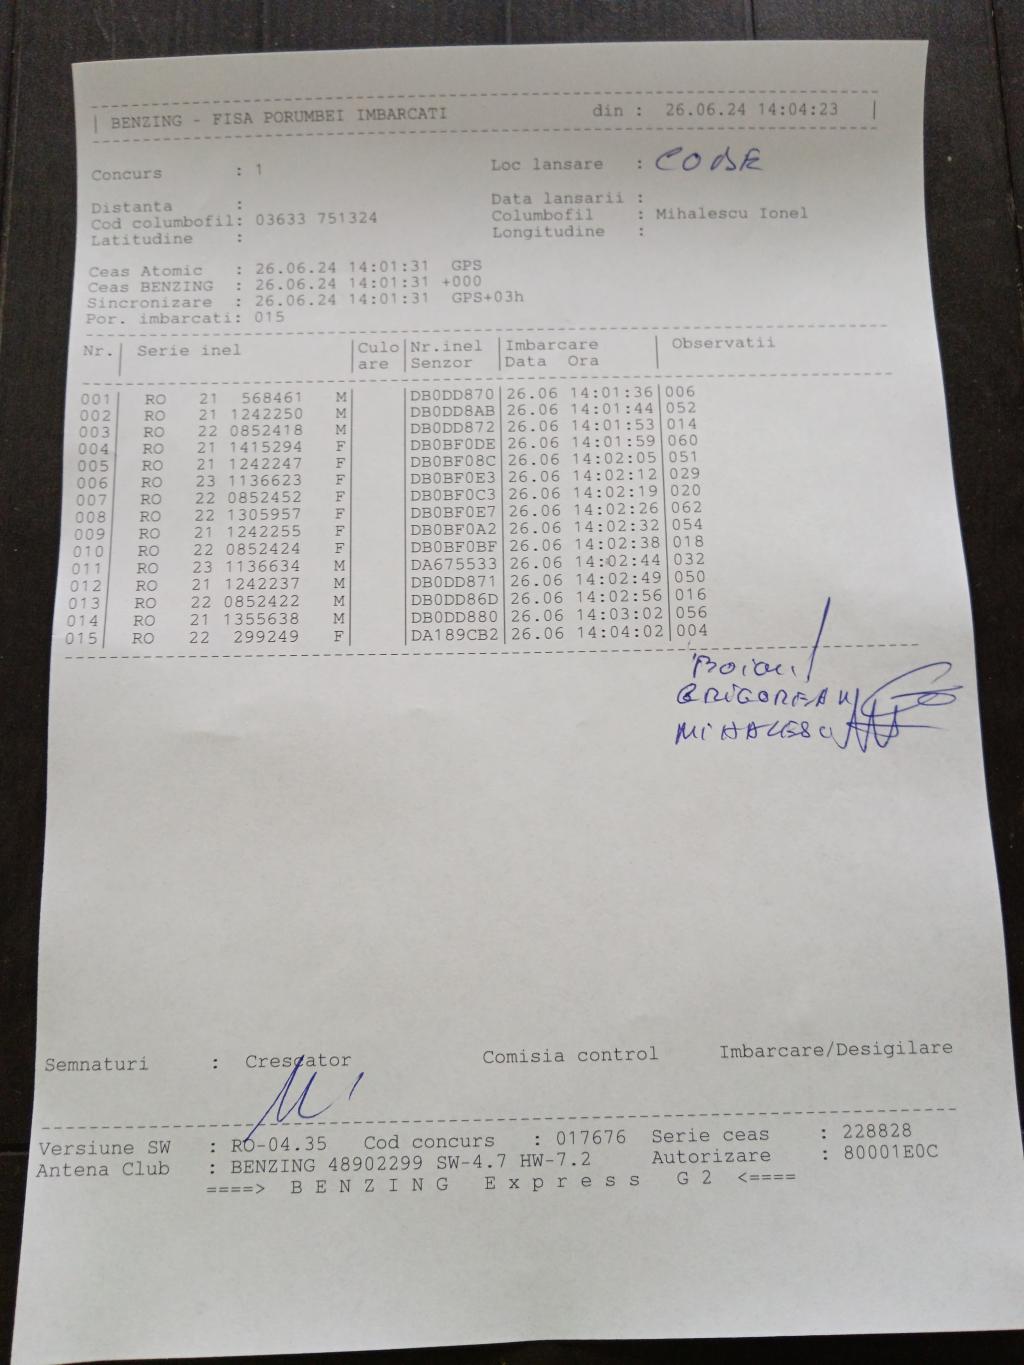 | BENZING - FISA PORUMBEI IMBARCATI din : 26.06.24 14:04:23 |
Concurs : 1 Loc lansare :
Distanta : Data lansarii :
Cod columbofil: 03633 751324 Columbofil : Mihalescu Ionel
Latitudine : Longitudine :
Ceas Atomic : 26.06.24 14:01:31 GPS
Ceas BENZING : 26.06.24 14:01:31 +000
Sincronizare : 26.06.24 14:01:31 GPS+03h
Por. imbarcati: 015
Nr.| Serie inel |Culo|Nr.inel |Imbarcare | Observatii
| |are |Senzor |Data Ora |
001| RO 21 568461 M| |DB0DD870|26.06 14:01:36|006
002| RO 21 1242250 M| |DB0DD8AB|26.06 14:01:44|052
003| RO 22 0852418 M| |DB0DD872|26.06 14:01:53|014
004| RO 21 1415294 F| |DB0BF0DE|26.06 14:01:59|060
005| RO 21 1242247 F| |DB0BF08C|26.06 14:02:05|051
006| RO 23 1136623 F| |DB0BF0E3|26.06 14:02:12|029
007| RO 22 0852452 F| |DB0BF0C3|26.06 14:02:19|020
008| RO 22 1305957 F| |DB0BF0E7|26.06 14:02:26|062
009| RO 21 1242255 F| |DB0BF0A2|26.06 14:02:32|054
010| RO 22 0852424 F| |DB0BF0BF|26.06 14:02:38|018
011| RO 23 1136634 M| |DA675533|26.06 14:02:44|032
012| RO 21 1242237 M| |DB0DD871|26.06 14:02:49|050
013| RO 22 0852422 M| |DB0DD86D|26.06 14:02:56|016
014| RO 21 1355638 M| |DB0DD880|26.06 14:03:02|056
015| RO 22 299249 F| |DA189CB2|26.06 14:04:02|004
GRIGOREAN
MIHALESCU
Semnaturi : Crescator Comisia control Imbarcare/Desigilare
Versiune SW : RO-04.35 Cod concurs : 017676 Serie ceas : 228828
Antena Club : BENZING 48902299 SW-4.7 HW-7.2 Autorizare : 80001E0C
====> B E N Z I N G E x p r e s s G 2 <====